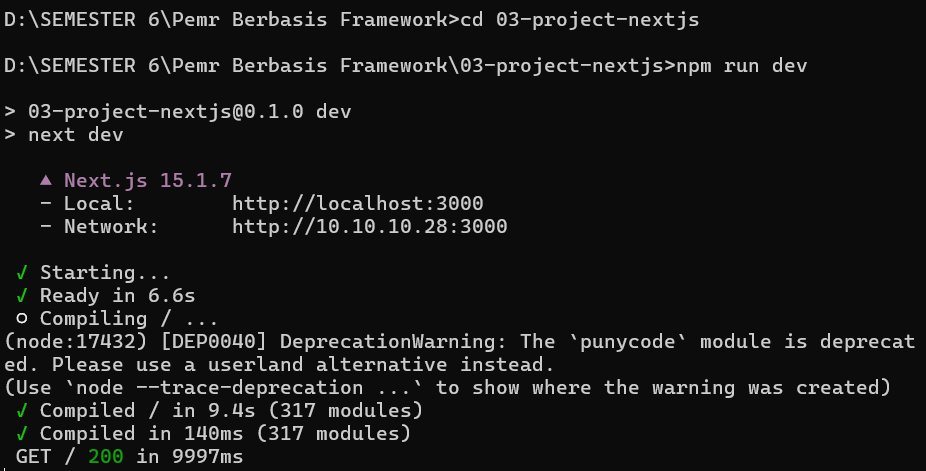 D:\SEMESTER 6\Pemr Berbasis Framework>cd 03-project-nextjs
D:\SEMESTER 6\Pemr Berbasis Framework\03-project-nextjs>npm run dev
> 03-project-nextjs@0.1.0 dev
> next dev
▲ Next.js 15.1.7
- Local: http://localhost:3000
- Network: http://10.10.10.28:3000
√ Starting...
√ Ready in 6.6s
○ Compiling / ...
(node:17432) [DEP0040] DeprecationWarning: The `punycode` module is deprecat
ed. Please use a userland alternative instead.
(Use `node --trace-deprecation ...` to show where the warning was created)
√ Compiled / in 9.4s (317 modules)
√ Compiled in 140ms (317 modules)
GET / 200 in 9997ms